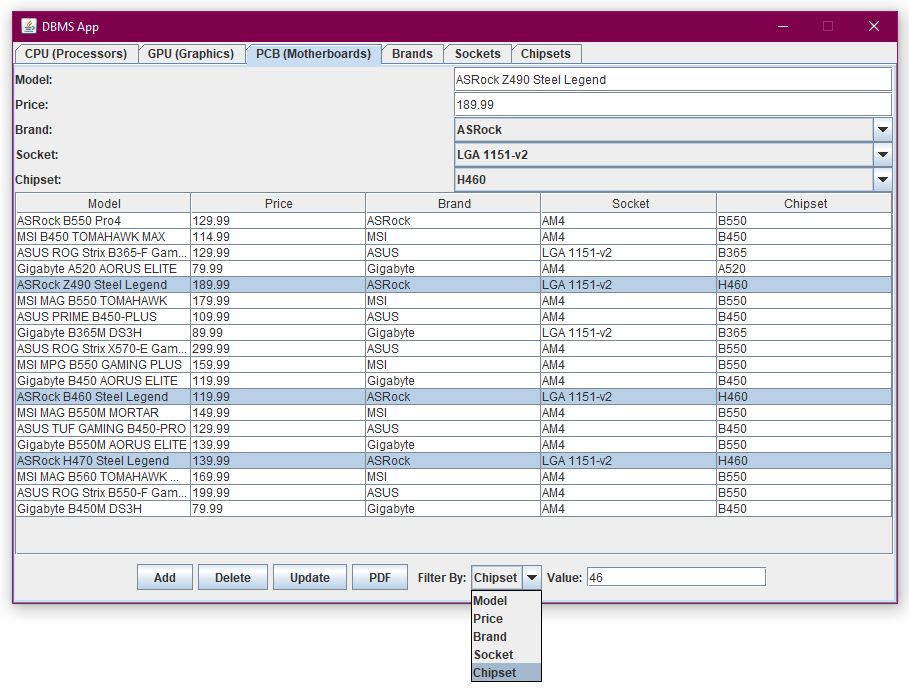 DBMS App
CPU (Processors) GPU (Graphics) PCB (Motherboards) Brands Sockets Chipsets
Model: ASRock Z490 Steel Legend
Price: 189.99
Brand: ASRock
Socket: LGA 1151-v2
Chipset: H460
Model Price Brand Socket Chipset
ASRock B550 Pro4 129.99 ASRock AM4 B550
MSI B450 TOMAHAWK MAX 114.99 MSI AM4 B450
ASUS ROG Strix B365-F Gam... 129.99 ASUS LGA 1151-v2 B365
Gigabyte A520 AORUS ELITE 79.99 Gigabyte AM4 A520
ASRock Z490 Steel Legend 189.99 ASRock LGA 1151-v2 H460
MSI MAG B550 TOMAHAWK 179.99 MSI AM4 B550
ASUS PRIME B450-PLUS 109.99 ASUS AM4 B450
Gigabyte B365M DS3H 89.99 Gigabyte LGA 1151-v2 B365
ASUS ROG Strix X570-E Gam... 299.99 ASUS AM4 B550
MSI MPG B550 GAMING PLUS 159.99 MSI AM4 B550
Gigabyte B450 AORUS ELITE 119.99 Gigabyte AM4 B450
ASRock B460 Steel Legend 119.99 ASRock LGA 1151-v2 H460
MSI MAG B550M MORTAR 149.99 MSI AM4 B550
ASUS TUF GAMING B450-PRO 129.99 ASUS AM4 B450
Gigabyte B550M AORUS ELITE 139.99 Gigabyte AM4 B550
ASRock H470 Steel Legend 139.99 ASRock LGA 1151-v2 H460
MSI MAG B560 TOMAHAWK ... 169.99 MSI AM4 B550
ASUS ROG Strix B550-F Gam... 199.99 ASUS AM4 B550
Gigabyte B450M DS3H 79.99 Gigabyte AM4 B450
Add Delete Update PDF Filter By: Chipset Value: 46
Model
Price
Brand
Socket
Chipset